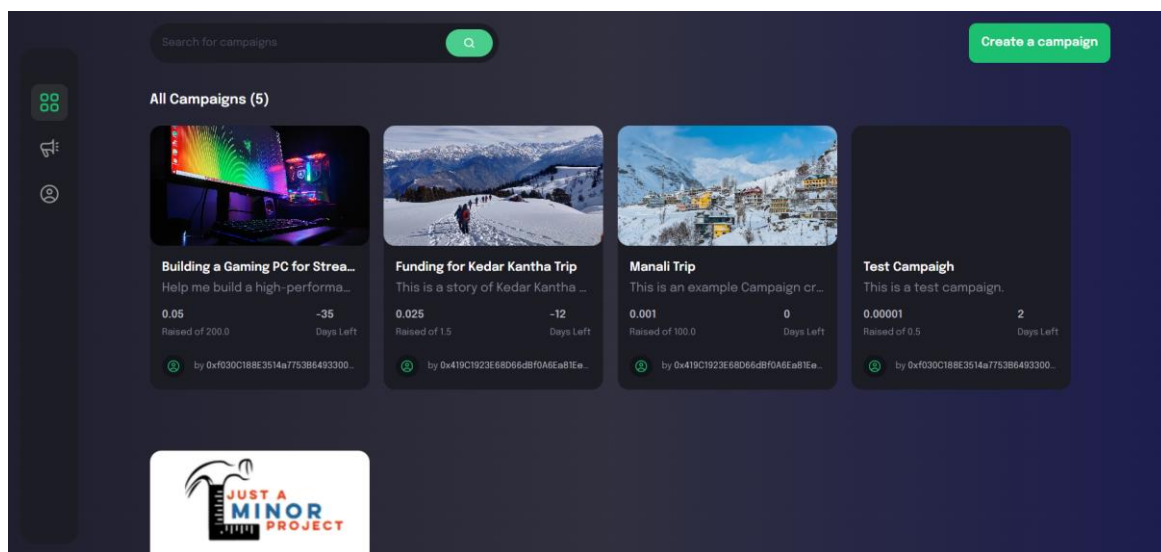 Search for campaigns
Create a campaign
All Campaigns (5)
Building a Gaming PC for Strea...
Help me build a high-performa...
0.05
-35
Raised of 200.0
Days Left
by 0xf030C188E3514a7753B6493300...
Funding for Kedar Kantha Trip
This is a story of Kedar Kantha ...
0.025
-12
Raised of 1.5
Days Left
by 0x419C1923E68D66dBf0A6Ea81Ee...
Manali Trip
This is an example Campaign cr...
0.001
0
Raised of 100.0
Days Left
by 0x419C1923E68D66dBf0A6Ea81Ee...
Test Campaigh
This is a test campaign.
0.00001
2
Raised of 0.5
Days Left
by 0xf030C188E3514a7753B6493300...
JUST A
MINOR
PROJECT